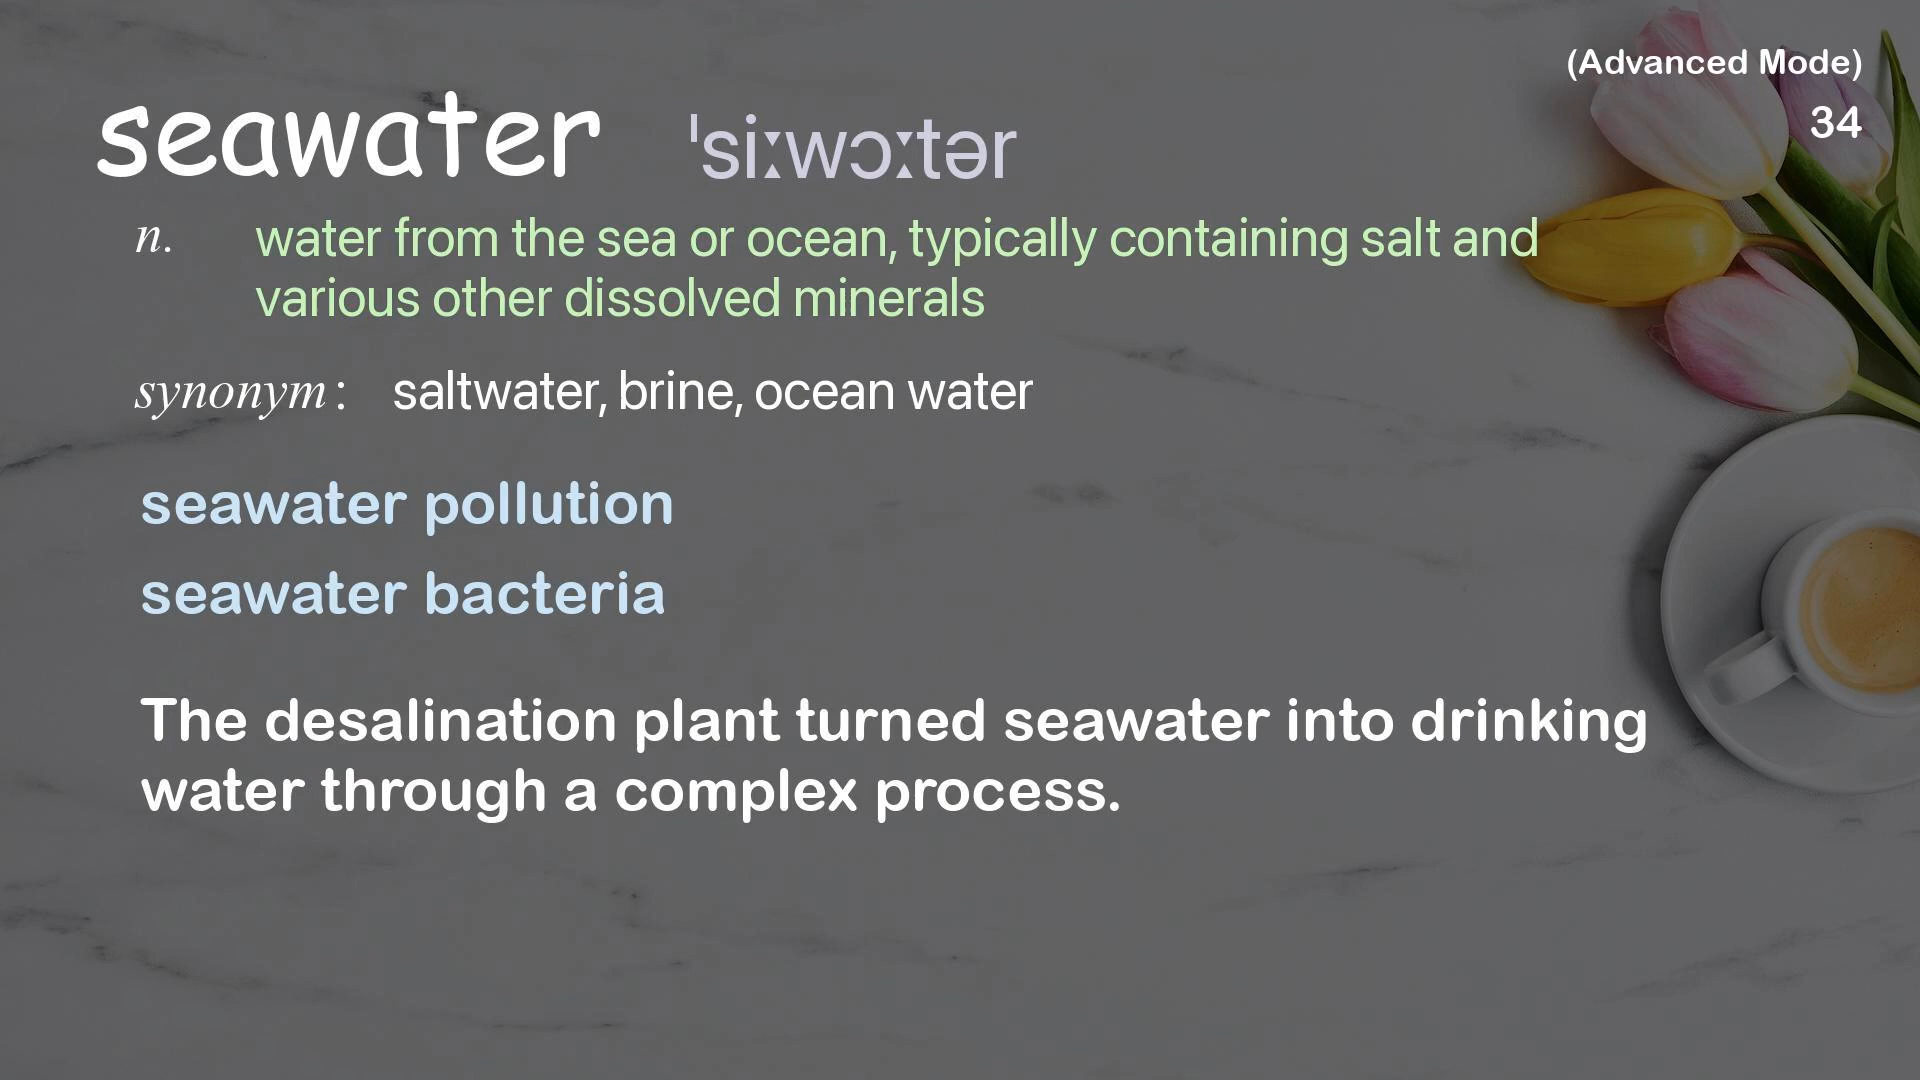 (Advanced Mode)
34
seawater ˈsiːwɔːtər
n. water from the sea or ocean, typically containing salt and
various other dissolved minerals
synonym: saltwater, brine, ocean water
seawater pollution
seawater bacteria
The desalination plant turned seawater into drinking
water through a complex process.